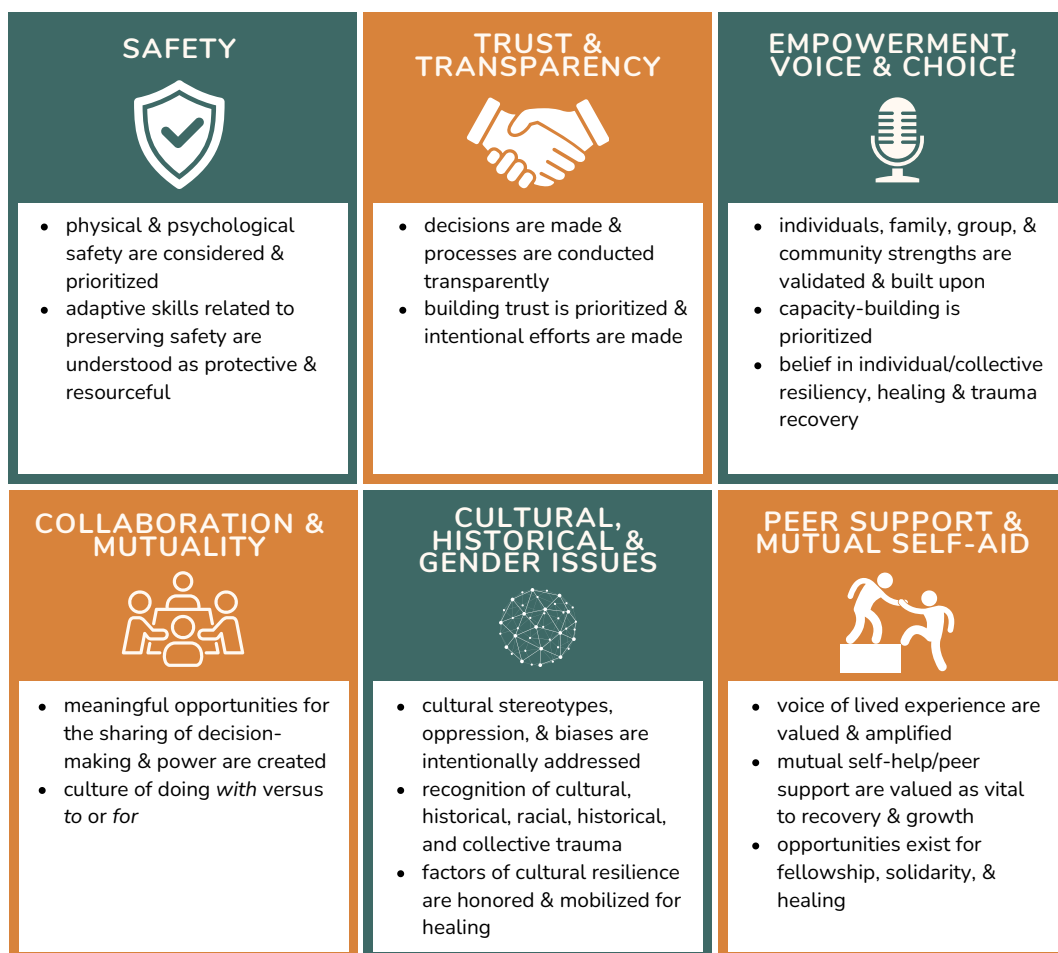 SAFETY
• physical & psychological
safety are considered &
prioritized
• adaptive skills related to
preserving safety are
understood as protective &
resourceful
TRUST &
TRANSPARENCY
• decisions are made &
processes are conducted
transparently
• building trust is prioritized &
intentional efforts are made
EMPOWERMENT,
VOICE & CHOICE
• individuals, family, group, &
community strengths are
validated & built upon
• capacity-building is
prioritized
• belief in individual/collective
resiliency, healing & trauma
recovery
COLLABORATION &
MUTUALITY
• meaningful opportunities for
the sharing of decision-
making & power are created
• culture of doing with versus
to or for
CULTURAL,
HISTORICAL &
GENDER ISSUES
• cultural stereotypes,
oppression, & biases are
intentionally addressed
• recognition of cultural,
historical, racial, historical,
and collective trauma
• factors of cultural resilience
are honored & mobilized for
healing
PEER SUPPORT &
MUTUAL SELF-AID
• voice of lived experience are
valued & amplified
• mutual self-help/peer
support are valued as vital
to recovery & growth
• opportunities exist for
fellowship, solidarity, &
healing